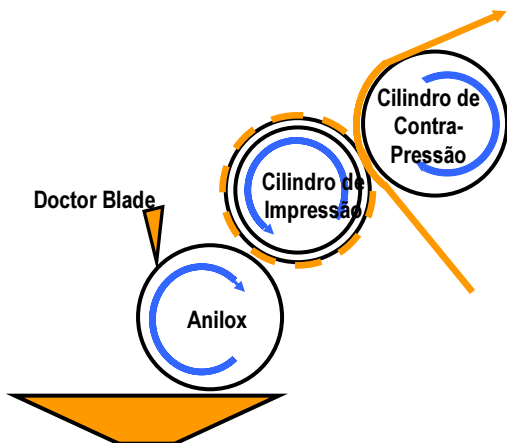 Cilindro de
Contra-
Pressão
Cilindro de
Impressão
Doctor Blade
Anilox